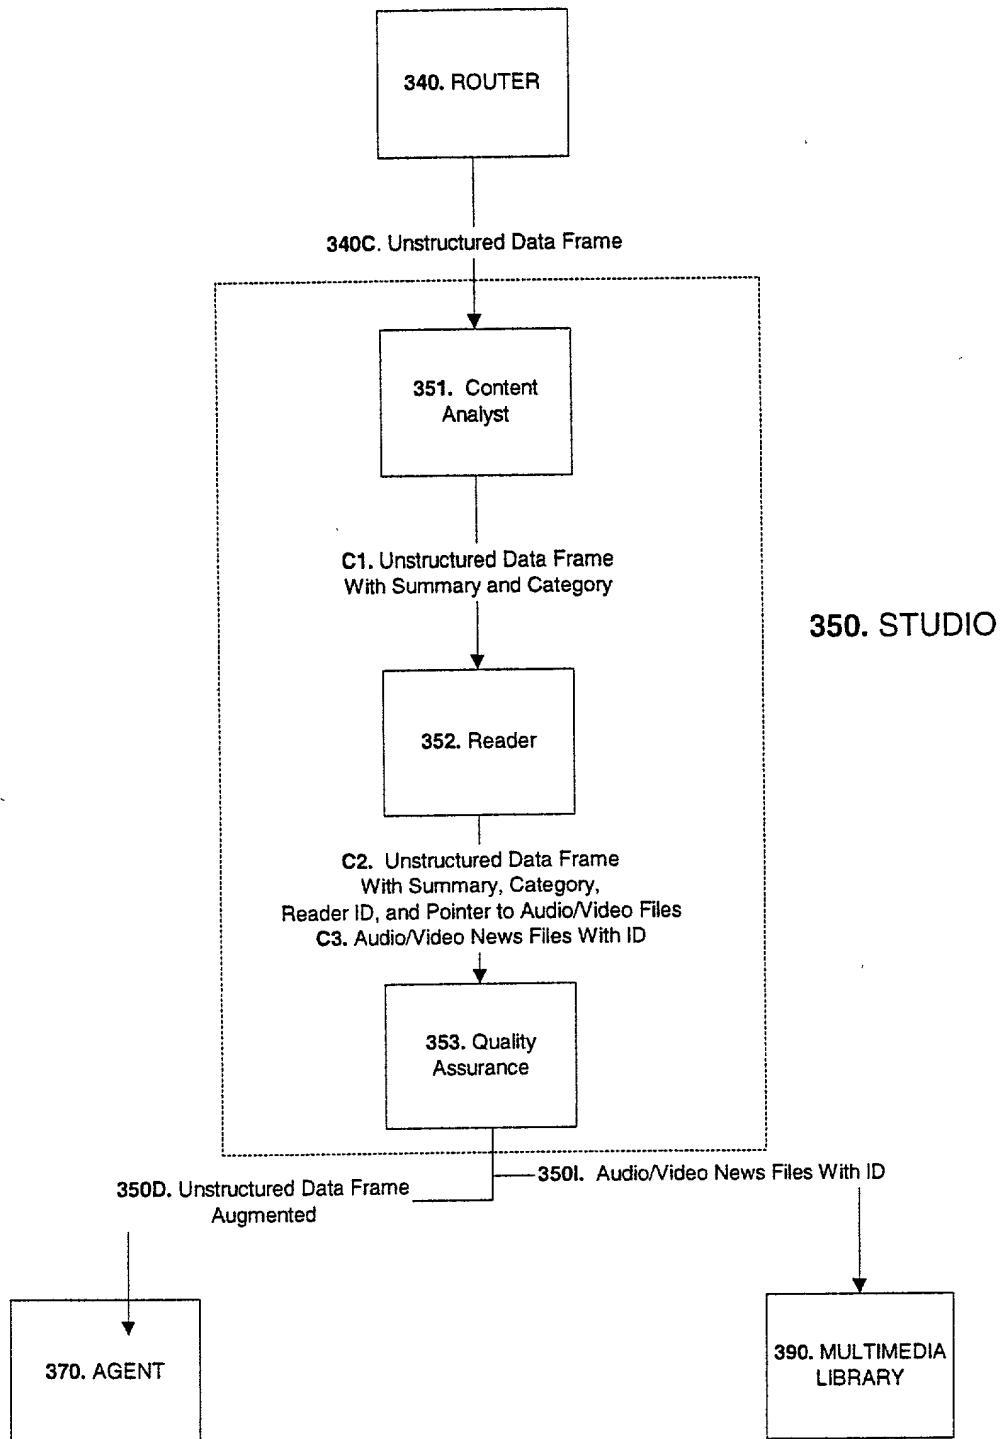 340. ROUTER
340C. Unstructured Data Frame
351. Content
Analyst
C1. Unstructured Data Frame
With Summary and Category
350. STUDIO
352. Reader
C2. Unstructured Data Frame
With Summary, Category,
Reader ID, and Pointer to Audio/Video Files
C3. Audio/Video News Files With ID
353. Quality
Assurance
350I. Audio/Video News Files With ID
350D. Unstructured Data Frame
Augmented
370. AGENT
390. MULTIMEDIA
LIBRARY